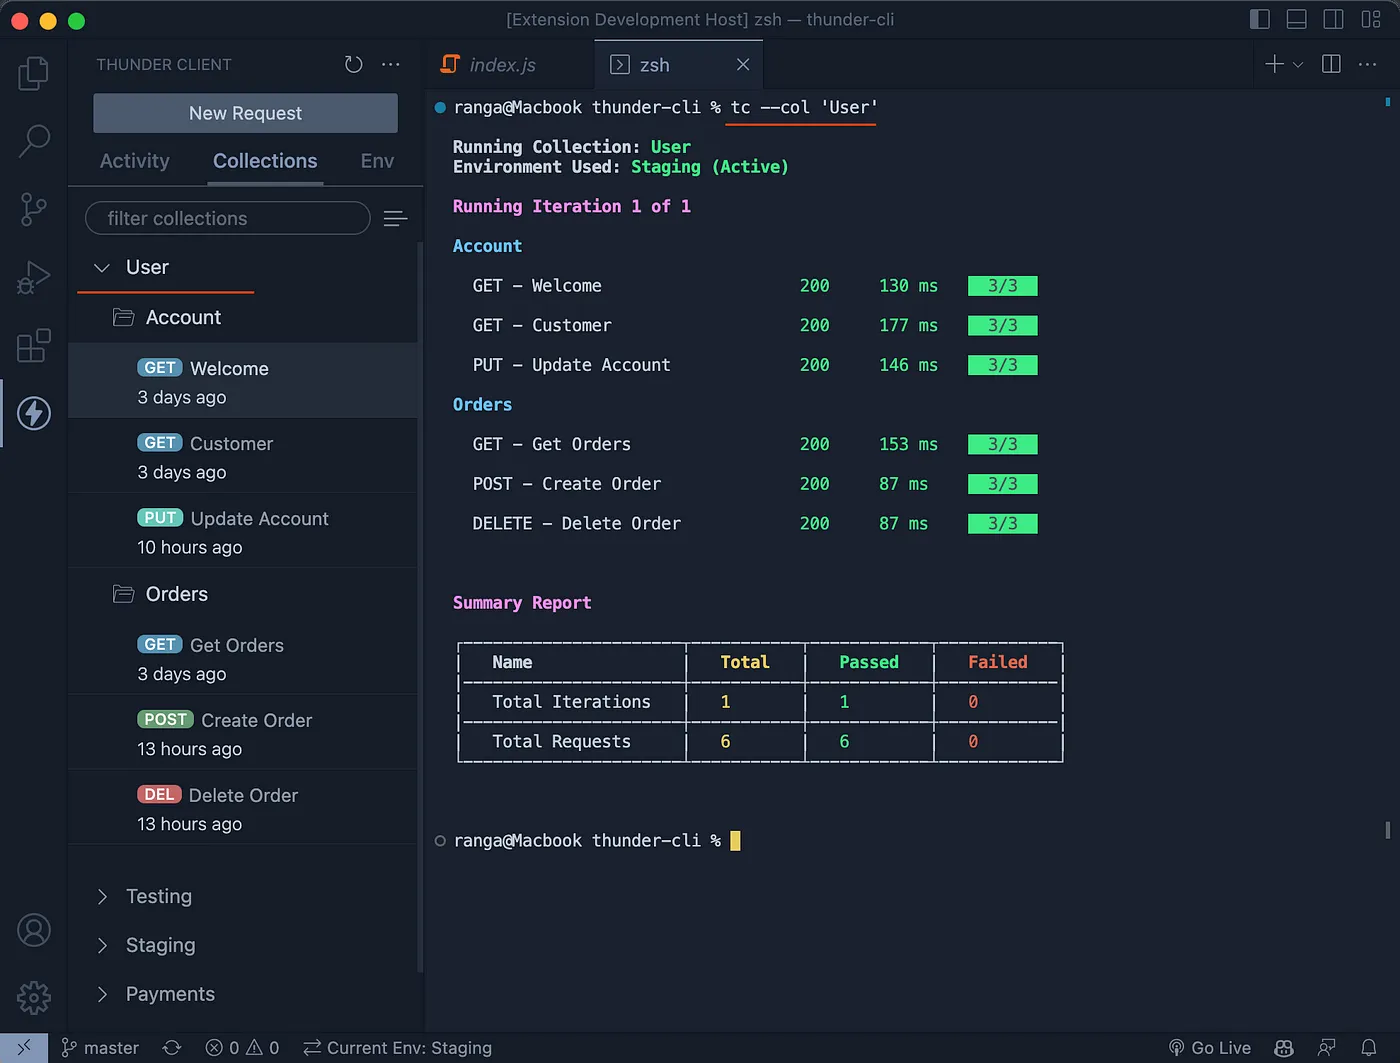 [Extension Development Host] zsh — thunder-cli
THUNDER CLIENT
New Request
Activity Collections Env
filter collections
User
Account
GET Welcome
3 days ago
GET Customer
3 days ago
PUT Update Account
10 hours ago
Orders
GET Get Orders
3 days ago
POST Create Order
13 hours ago
DEL Delete Order
13 hours ago
Testing
Staging
Payments
index.js zsh
ranga@Macbook thunder-cli % tc --col 'User'
Running Collection: User
Environment Used: Staging (Active)
Running Iteration 1 of 1
Account
GET - Welcome 200 130 ms 3/3
GET - Customer 200 177 ms 3/3
PUT - Update Account 200 146 ms 3/3
Orders
GET - Get Orders 200 153 ms 3/3
POST - Create Order 200 87 ms 3/3
DELETE - Delete Order 200 87 ms 3/3
Summary Report
Name Total Passed Failed
Total Iterations 1 1 0
Total Requests 6 6 0
ranga@Macbook thunder-cli %
master 0 0 Current Env: Staging Go Live